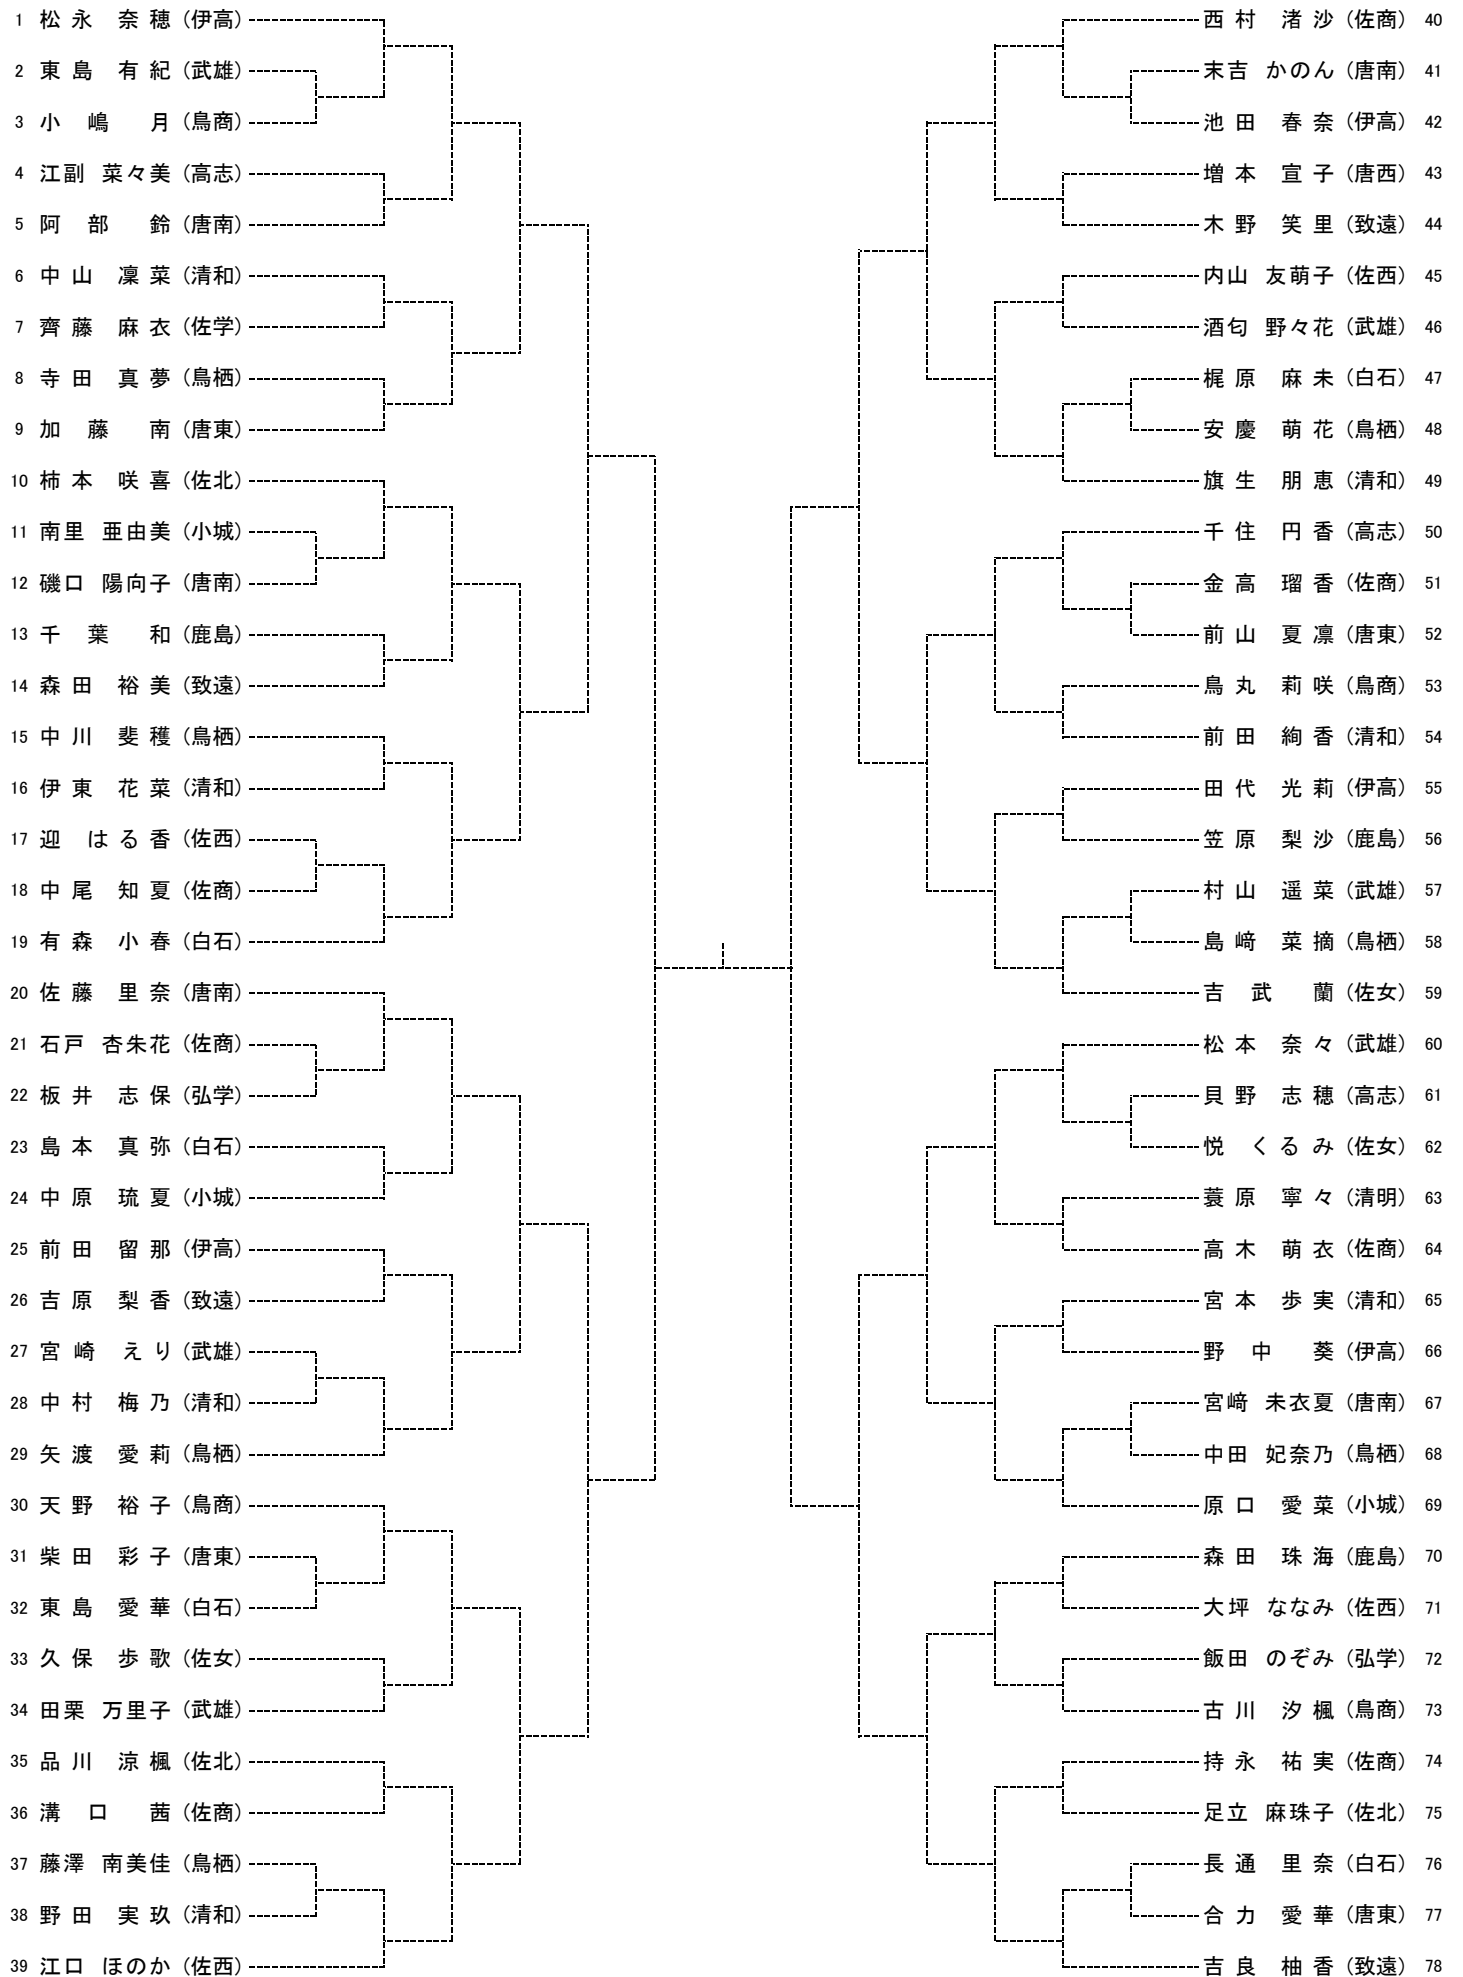 1 松永 奈穂 (伊高)
2 東島 有紀 (武雄)
3 小嶋 月 (鳥商)
4 江副 菜々美 (高志)
5 阿部 鈴 (唐南)
6 中山 凜菜 (清和)
7 齊藤 麻衣 (佐学)
8 寺田 真夢 (鳥栖)
9 加藤 南 (唐東)
10 柿本 咲喜 (佐北)
11 南里 亜由美 (小城)
12 磯口 陽向子 (唐南)
13 千葉 和 (鹿島)
14 森田 裕美 (致遠)
15 中川 斐穫 (鳥栖)
16 伊東 花菜 (清和)
17 迎 はる香 (佐西)
18 中尾 知夏 (佐商)
19 有森 小春 (白石)
20 佐藤 里奈 (唐南)
21 石戸 杏朱花 (佐商)
22 板井 志保 (弘学)
23 島本 真弥 (白石)
24 中原 琉夏 (小城)
25 前田 留那 (伊高)
26 吉原 梨香 (致遠)
27 宮崎 えり (武雄)
28 中村 梅乃 (清和)
29 矢渡 愛莉 (鳥栖)
30 天野 裕子 (鳥商)
31 柴田 彩子 (唐東)
32 東島 愛華 (白石)
33 久保 歩歌 (佐女)
34 田栗 万里子 (武雄)
35 品川 涼楓 (佐北)
36 溝口 茜 (佐商)
37 藤澤 南美佳 (鳥栖)
38 野田 実玖 (清和)
39 江口 ほのか (佐西)
西村 渚沙 (佐商) 40
末吉 かのん (唐南) 41
池田 春奈 (伊高) 42
増本 宣子 (唐西) 43
木野 笑里 (致遠) 44
内山 友萌子 (佐西) 45
酒匂 野々花 (武雄) 46
梶原 麻未 (白石) 47
安慶 萌花 (鳥栖) 48
旗生 朋恵 (清和) 49
千住 円香 (高志) 50
金高 瑠香 (佐商) 51
前山 夏凛 (唐東) 52
鳥丸 莉咲 (鳥商) 53
前田 絢香 (清和) 54
田代 光莉 (伊高) 55
笠原 梨沙 (鹿島) 56
村山 遥菜 (武雄) 57
島﨑 菜摘 (鳥栖) 58
吉武 蘭 (佐女) 59
松本 奈々 (武雄) 60
貝野 志穂 (高志) 61
悦 くるみ (佐女) 62
蓑原 寧々 (清明) 63
高木 萌衣 (佐商) 64
宮本 歩実 (清和) 65
野中 葵 (伊高) 66
宮﨑 未衣夏 (唐南) 67
中田 妃奈乃 (鳥栖) 68
原口 愛菜 (小城) 69
森田 珠海 (鹿島) 70
大坪 ななみ (佐西) 71
飯田 のぞみ (弘学) 72
古川 汐楓 (鳥商) 73
持永 祐実 (佐商) 74
足立 麻珠子 (佐北) 75
長通 里奈 (白石) 76
合力 愛華 (唐東) 77
吉良 柚香 (致遠) 78